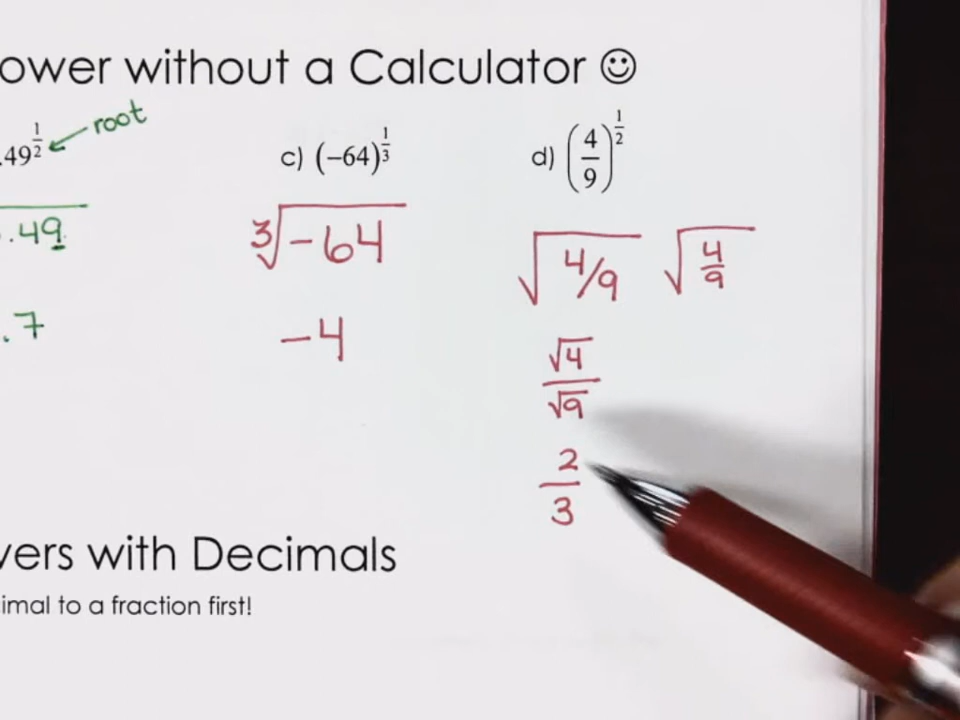 ower without a Calculator ☺
.49^{1/2} ← root
c) (−64)^{1/3}
d) (4/9)^{1/2}
.49
∛−64
√4/9 √4/9
.7
−4
√4/√9
2/3
vers with Decimals
imal to a fraction first!